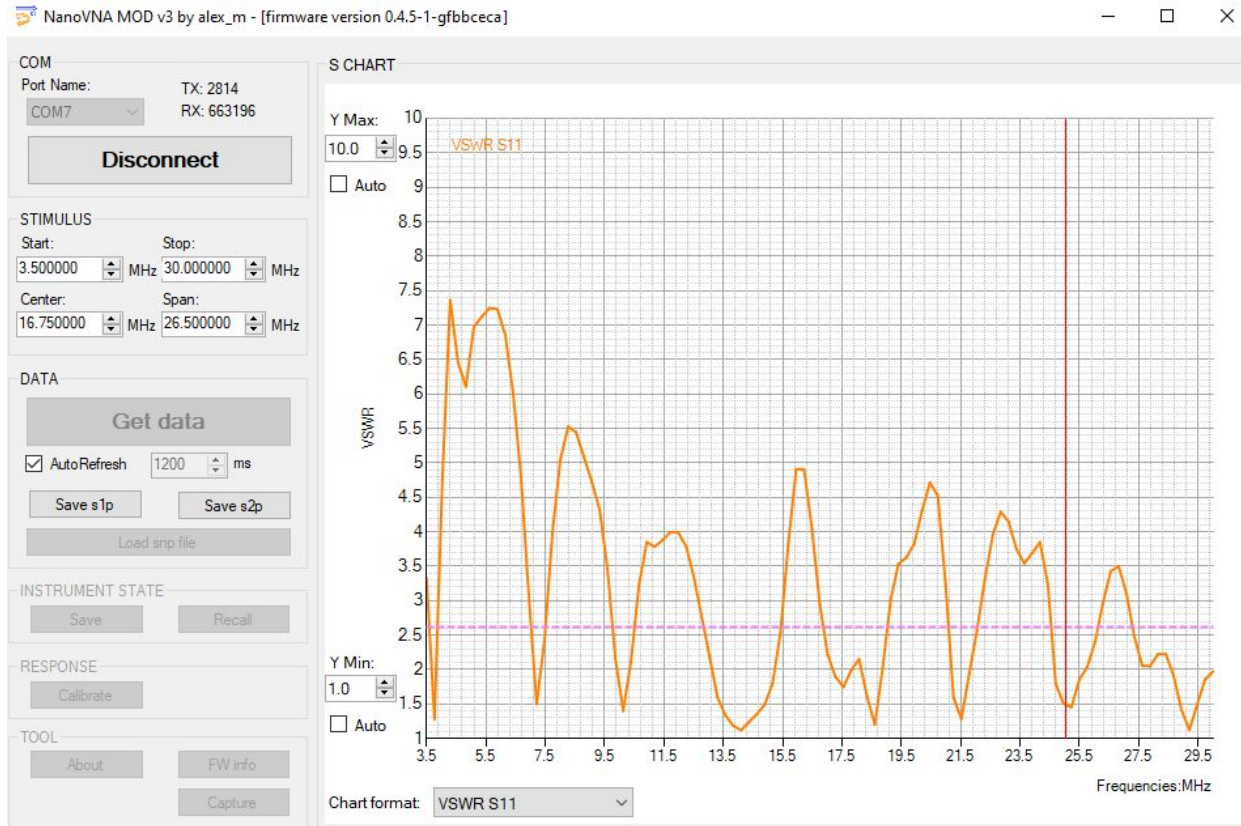 NanoVNA MOD v3 by alex_m - [firmware version 0.4.5-1-gfbbceca]
COM
Port Name:
TX: 2814
COM7
RX: 663196
Disconnect
STIMULUS
Start:
Stop:
3.500000 MHz 30.000000 MHz
Center:
Span:
16.750000 MHz 26.500000 MHz
DATA
Get data
AutoRefresh 1200 ms
Save s1p
Save s2p
Load snp file
INSTRUMENT STATE
Save
Recall
RESPONSE
Calibrate
TOOL
About
FW info
Capture
S CHART
Y Max:
10.0
Auto
VSWR S11
10
9.5
9
8.5
8
7.5
7
6.5
6
5.5
5
4.5
4
3.5
3
2.5
2
1.5
1
VSWR
Y Min:
1.0
Auto
3.5 5.5 7.5 9.5 11.5 13.5 15.5 17.5 19.5 21.5 23.5 25.5 27.5 29.5
Frequencies:MHz
Chart format: VSWR S11